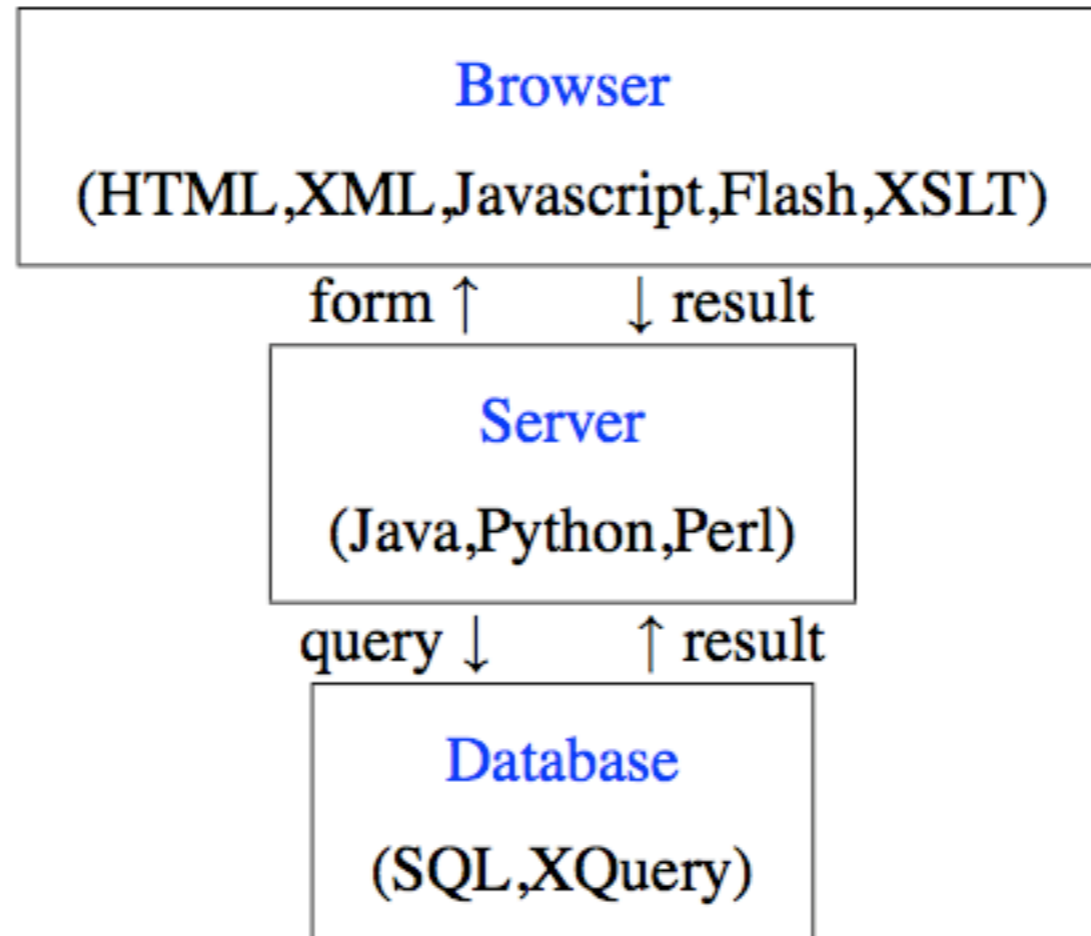 Browser
(HTML,XML,Javascript,Flash,XSLT)
form ↑ ↓ result
Server
(Java,Python,Perl)
query ↓ ↑ result
Database
(SQL,XQuery)